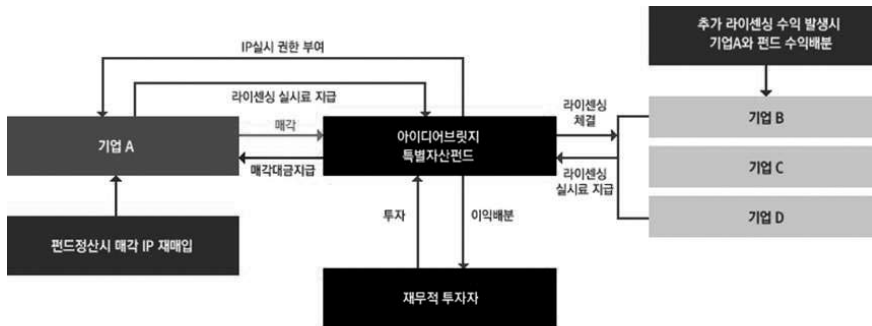 IP실시 권한 부여
추가 라이센싱 수익 발생시
기업A와 펀드 수익배분
라이센싱 실시료 지급
기업 A
매각
매각대금지급
아이디어브릿지
특별자산펀드
라이센싱
체결
라이센싱
실시료 지급
기업 B
기업 C
기업 D
투자
이익배분
펀드정산시 매각 IP 재매입
재무적 투자자